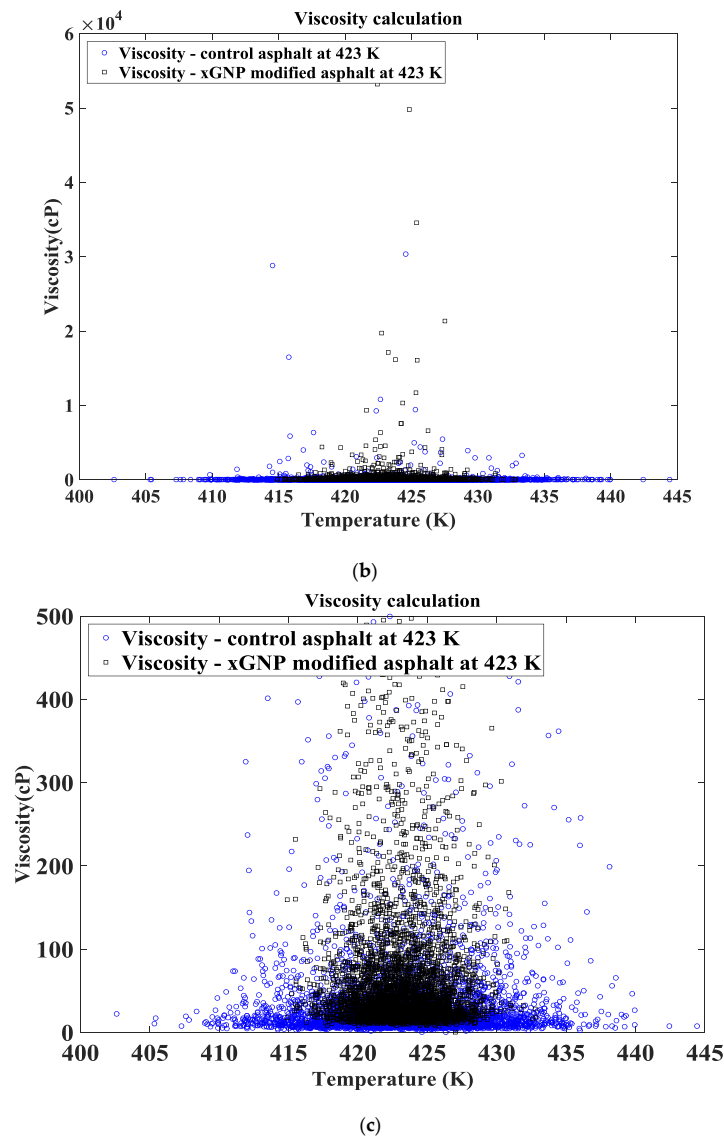 Viscosity calculation
×10⁴
6
Viscosity - control asphalt at 423 K
Viscosity - xGNP modified asphalt at 423 K
5
4
3
2
1
0
Viscosity(cP)
400 405 410 415 420 425 430 435 440 445
Temperature (K)
(b)
Viscosity calculation
500
Viscosity - control asphalt at 423 K
Viscosity - xGNP modified asphalt at 423 K
400
300
200
100
0
Viscosity(cP)
400 405 410 415 420 425 430 435 440 445
Temperature (K)
(c)